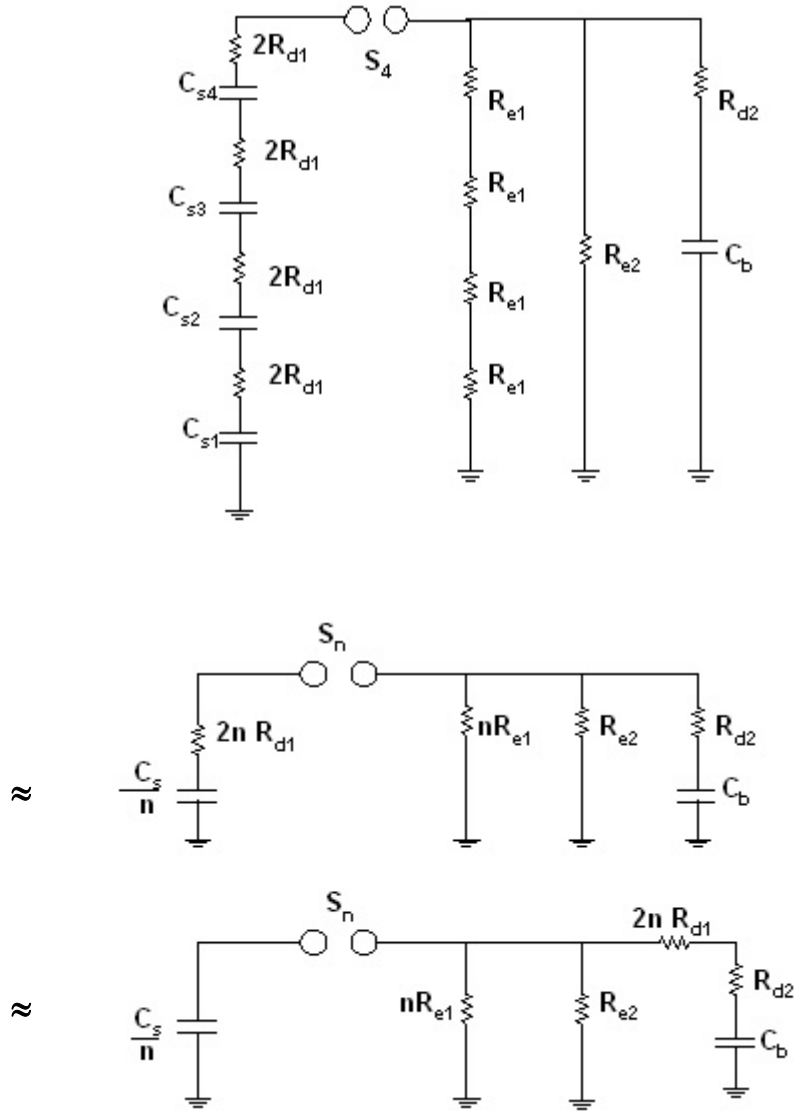 2R_d1
S_4
C_s4
R_e1
R_d2
2R_d1
C_s3
R_e1
R_e2
C_b
2R_d1
C_s2
R_e1
2R_d1
R_e1
C_s1
S_n
2n R_d1
nR_e1
R_e2
R_d2
≈
C_s
n
C_b
S_n
2n R_d1
R_d2
≈
C_s
n
nR_e1
R_e2
C_b